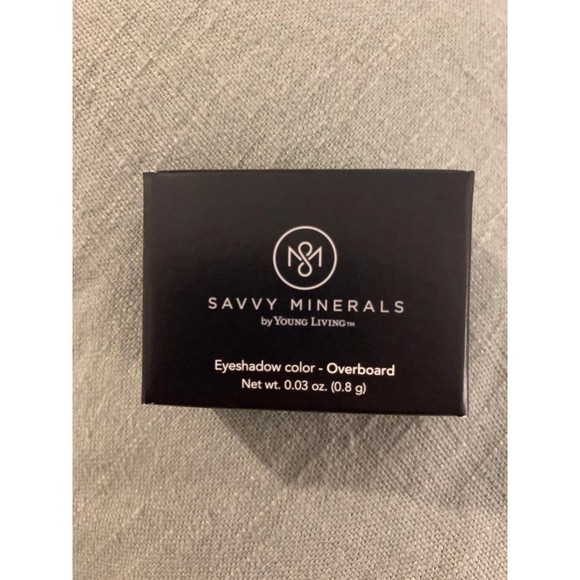 SAVVY MINERALS
by YOUNG LIVING™
Eyeshadow color - Overboard
Net wt. 0.03 oz. (0.8 g)